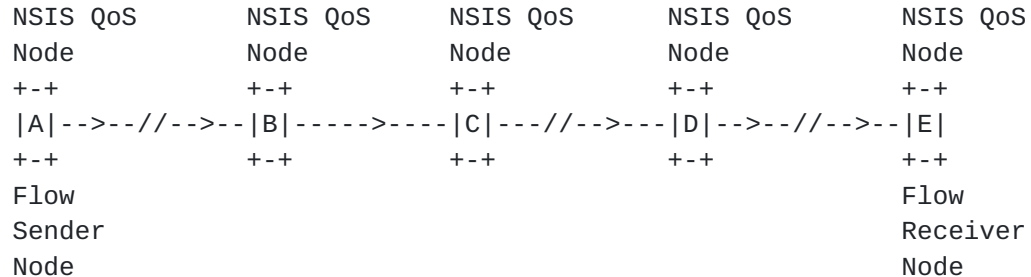 NSIS QoS       NSIS QoS     NSIS QoS     NSIS QoS       NSIS QoS
Node           Node         Node         Node           Node
+-+            +-+          +-+          +-+            +-+
|A|-->--//-->--|B|----->----|C|---//-->---|D|-->--//-->--|E|
+-+            +-+          +-+          +-+            +-+
Flow                                                    Flow
Sender                                                  Receiver
Node                                                    Node